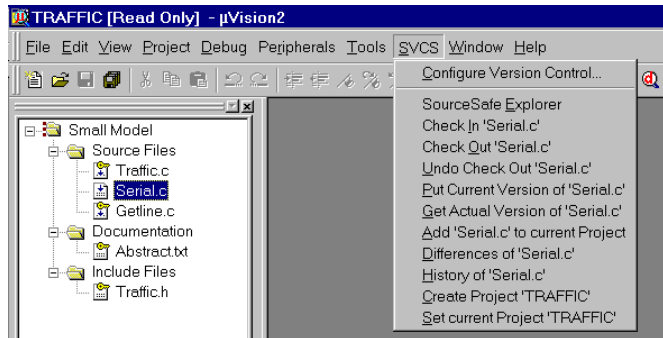 TRAFFIC [Read Only] - µVision2
File Edit View Project Debug Peripherals Tools SVCS Window Help
Configure Version Control...
SourceSafe Explorer
Check In 'Serial.c'
Check Out 'Serial.c'
Undo Check Out 'Serial.c'
Put Current Version of 'Serial.c'
Get Actual Version of 'Serial.c'
Add 'Serial.c' to current Project
Differences of 'Serial.c'
History of 'Serial.c'
Create Project 'TRAFFIC'
Set current Project 'TRAFFIC'
Small Model
Source Files
Traffic.c
Serial.c
Getline.c
Documentation
Abstract.txt
Include Files
Traffic.h